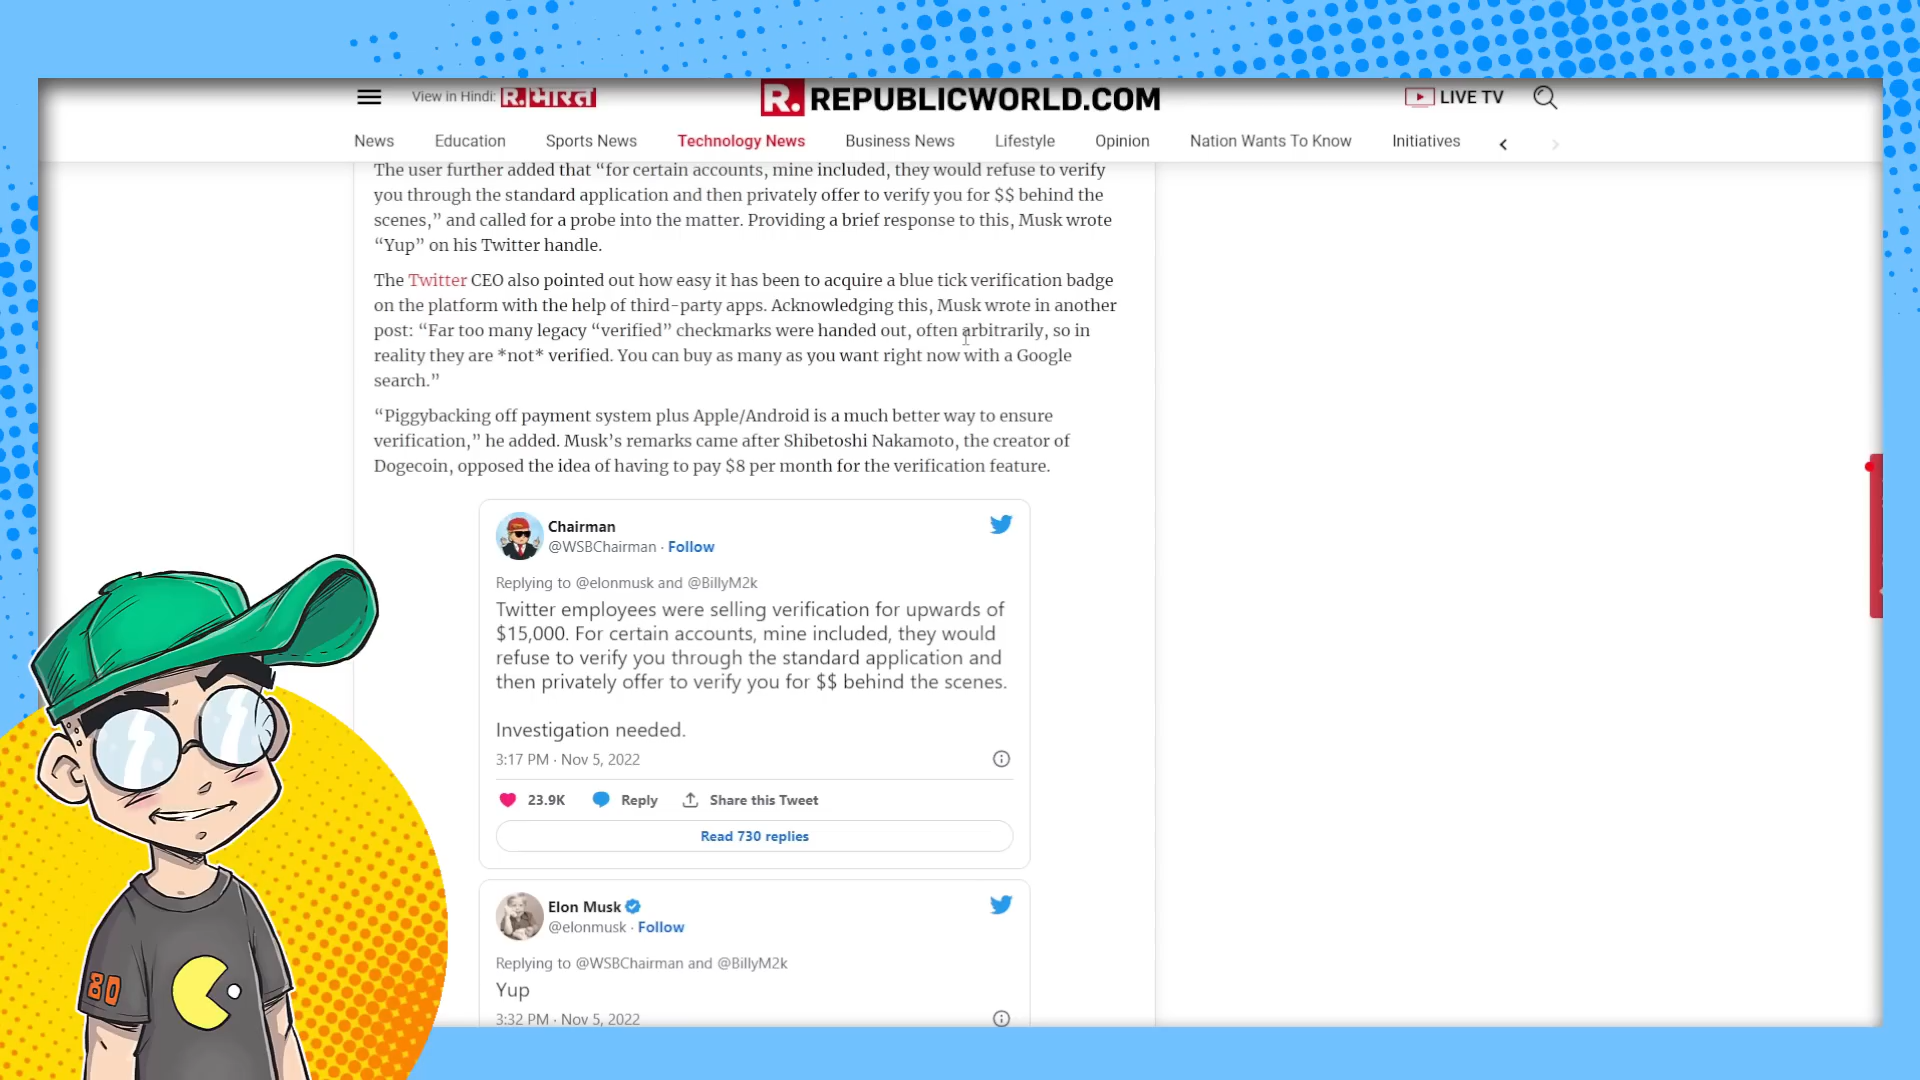 View in Hindi: R. भारत
R. REPUBLICWORLD.COM
LIVE TV
News Education Sports News Technology News Business News Lifestyle Opinion Nation Wants To Know Initiatives
The user further added that “for certain accounts, mine included, they would refuse to verify
you through the standard application and then privately offer to verify you for $$ behind the
scenes,” and called for a probe into the matter. Providing a brief response to this, Musk wrote
“Yup” on his Twitter handle.
The Twitter CEO also pointed out how easy it has been to acquire a blue tick verification badge
on the platform with the help of third-party apps. Acknowledging this, Musk wrote in another
post: “Far too many legacy “verified” checkmarks were handed out, often arbitrarily, so in
reality they are *not* verified. You can buy as many as you want right now with a Google
search.”
“Piggybacking off payment system plus Apple/Android is a much better way to ensure
verification,” he added. Musk’s remarks came after Shibetoshi Nakamoto, the creator of
Dogecoin, opposed the idea of having to pay $8 per month for the verification feature.
Chairman
@WSBChairman · Follow
Replying to @elonmusk and @BillyM2k
Twitter employees were selling verification for upwards of
$15,000. For certain accounts, mine included, they would
refuse to verify you through the standard application and
then privately offer to verify you for $$ behind the scenes.
Investigation needed.
3:17 PM · Nov 5, 2022
23.9K Reply Share this Tweet
Read 730 replies
Elon Musk
@elonmusk · Follow
Replying to @WSBChairman and @BillyM2k
Yup
3:32 PM · Nov 5, 2022
80